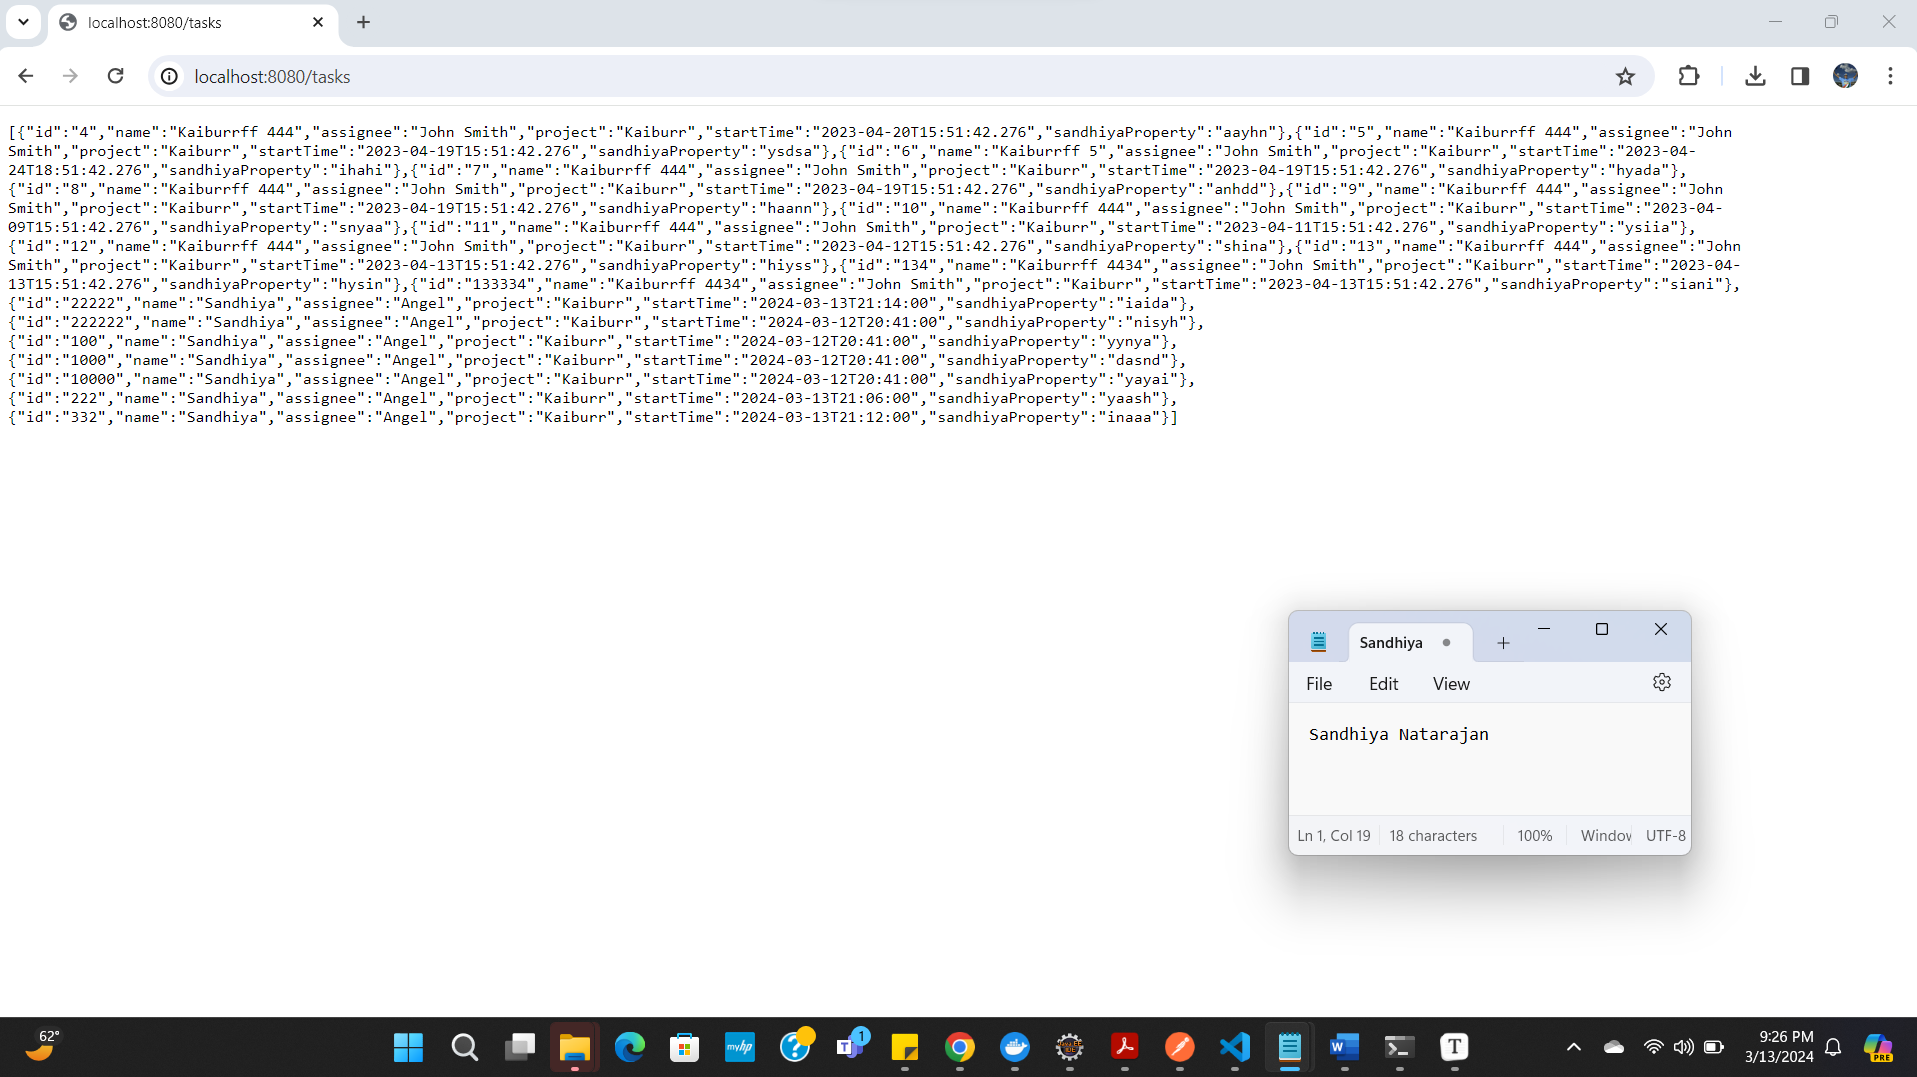 localhost:8080/tasks
localhost:8080/tasks
[{"id":"4","name":"Kaiburrff 444","assignee":"John Smith","project":"Kaiburr","startTime":"2023-04-20T15:51:42.276","sandhiyaProperty":"aayhn"},{"id":"5","name":"Kaiburrff 444","assignee":"John
Smith","project":"Kaiburr","startTime":"2023-04-19T15:51:42.276","sandhiyaProperty":"ysdsa"},{"id":"6","name":"Kaiburrff 5","assignee":"John Smith","project":"Kaiburr","startTime":"2023-04-
24T18:51:42.276","sandhiyaProperty":"ihahi"},{"id":"7","name":"Kaiburrff 444","assignee":"John Smith","project":"Kaiburr","startTime":"2023-04-19T15:51:42.276","sandhiyaProperty":"hyada"},
{"id":"8","name":"Kaiburrff 444","assignee":"John Smith","project":"Kaiburr","startTime":"2023-04-19T15:51:42.276","sandhiyaProperty":"anhdd"},{"id":"9","name":"Kaiburrff 444","assignee":"John
Smith","project":"Kaiburr","startTime":"2023-04-19T15:51:42.276","sandhiyaProperty":"haann"},{"id":"10","name":"Kaiburrff 444","assignee":"John Smith","project":"Kaiburr","startTime":"2023-04-
09T15:51:42.276","sandhiyaProperty":"snyaa"},{"id":"11","name":"Kaiburrff 444","assignee":"John Smith","project":"Kaiburr","startTime":"2023-04-11T15:51:42.276","sandhiyaProperty":"ysiia"},
{"id":"12","name":"Kaiburrff 444","assignee":"John Smith","project":"Kaiburr","startTime":"2023-04-12T15:51:42.276","sandhiyaProperty":"shina"},{"id":"13","name":"Kaiburrff 444","assignee":"John
Smith","project":"Kaiburr","startTime":"2023-04-13T15:51:42.276","sandhiyaProperty":"hiyss"},{"id":"134","name":"Kaiburrff 4434","assignee":"John Smith","project":"Kaiburr","startTime":"2023-04-
13T15:51:42.276","sandhiyaProperty":"hysin"},{"id":"133334","name":"Kaiburrff 4434","assignee":"John Smith","project":"Kaiburr","startTime":"2023-04-13T15:51:42.276","sandhiyaProperty":"siani"},
{"id":"22222","name":"Sandhiya","assignee":"Angel","project":"Kaiburr","startTime":"2024-03-13T21:14:00","sandhiyaProperty":"iaida"},
{"id":"222222","name":"Sandhiya","assignee":"Angel","project":"Kaiburr","startTime":"2024-03-12T20:41:00","sandhiyaProperty":"nisyh"},
{"id":"100","name":"Sandhiya","assignee":"Angel","project":"Kaiburr","startTime":"2024-03-12T20:41:00","sandhiyaProperty":"yynya"},
{"id":"1000","name":"Sandhiya","assignee":"Angel","project":"Kaiburr","startTime":"2024-03-12T20:41:00","sandhiyaProperty":"dasnd"},
{"id":"10000","name":"Sandhiya","assignee":"Angel","project":"Kaiburr","startTime":"2024-03-12T20:41:00","sandhiyaProperty":"yayai"},
{"id":"222","name":"Sandhiya","assignee":"Angel","project":"Kaiburr","startTime":"2024-03-13T21:06:00","sandhiyaProperty":"yaash"},
{"id":"332","name":"Sandhiya","assignee":"Angel","project":"Kaiburr","startTime":"2024-03-13T21:12:00","sandhiyaProperty":"inaaa"}]
Sandhiya
File Edit View
Sandhiya Natarajan
Ln 1, Col 19 18 characters 100% Window UTF-8
62°
myhp
1
T
W
T
9:26 PM
3/13/2024
PRE